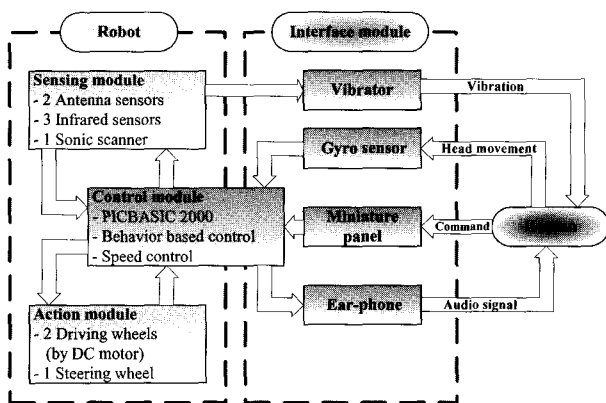 Robot
Interface module
Sensing module
- 2 Antenna sensors
- 3 Infrared sensors
- 1 Sonic scanner
Vibrator
Vibration
Gyro sensor
Head movement
Control module
- PICBASIC 2000
- Behavior based control
- Speed control
Miniature
panel
Command
Ear-phone
Audio signal
Action module
- 2 Driving wheels
(by DC motor)
- 1 Steering wheel